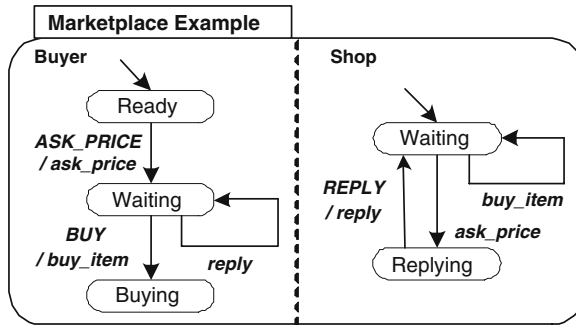 Marketplace Example
Buyer
Ready
ASK_PRICE
/ ask_price
Waiting
BUY
/ buy_item
reply
Buying
Shop
Waiting
REPLY
/ reply
buy_item
ask_price
Replying